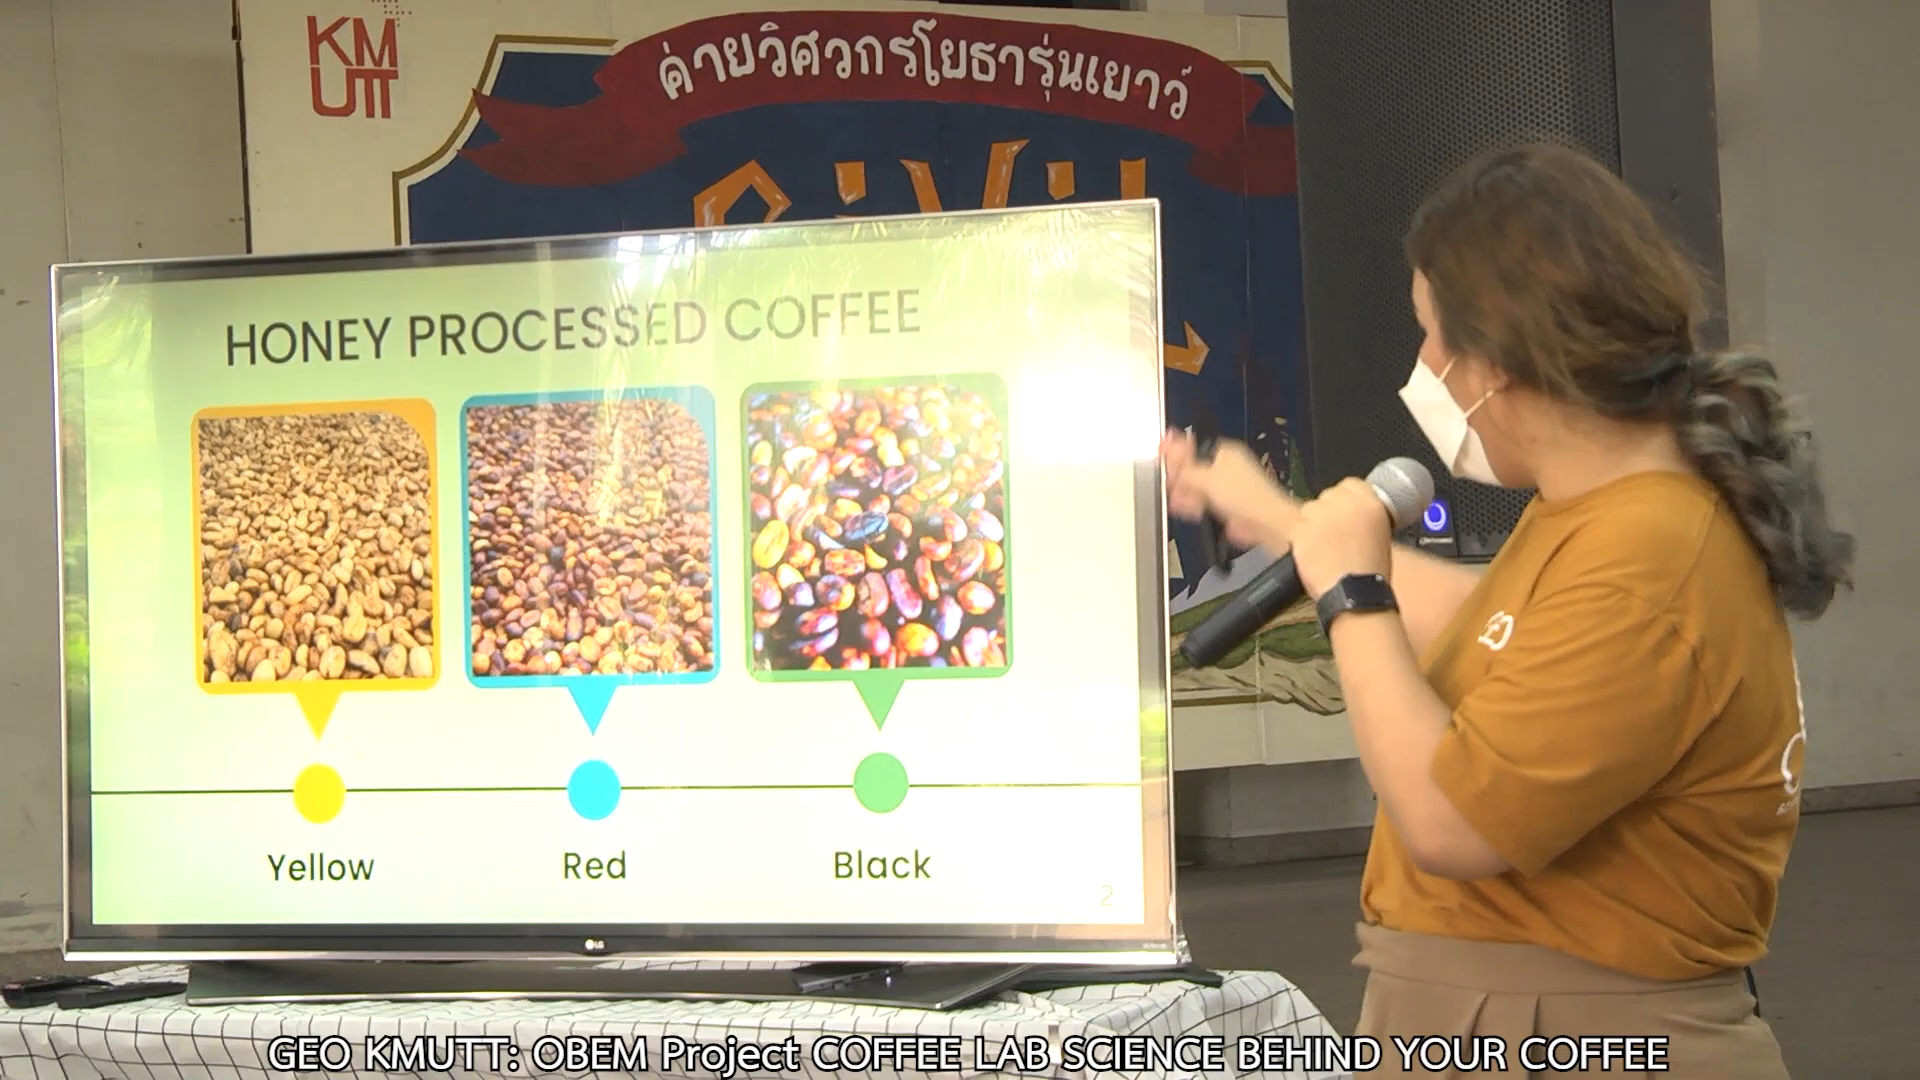 KM
UTT
ค่ายวิศวกรโยธารุ่นเยาว์
CiViL
HONEY PROCESSED COFFEE
Yellow
Red
Black
2
LG
GEO KMUTT: OBEM Project COFFEE LAB SCIENCE BEHIND YOUR COFFEE